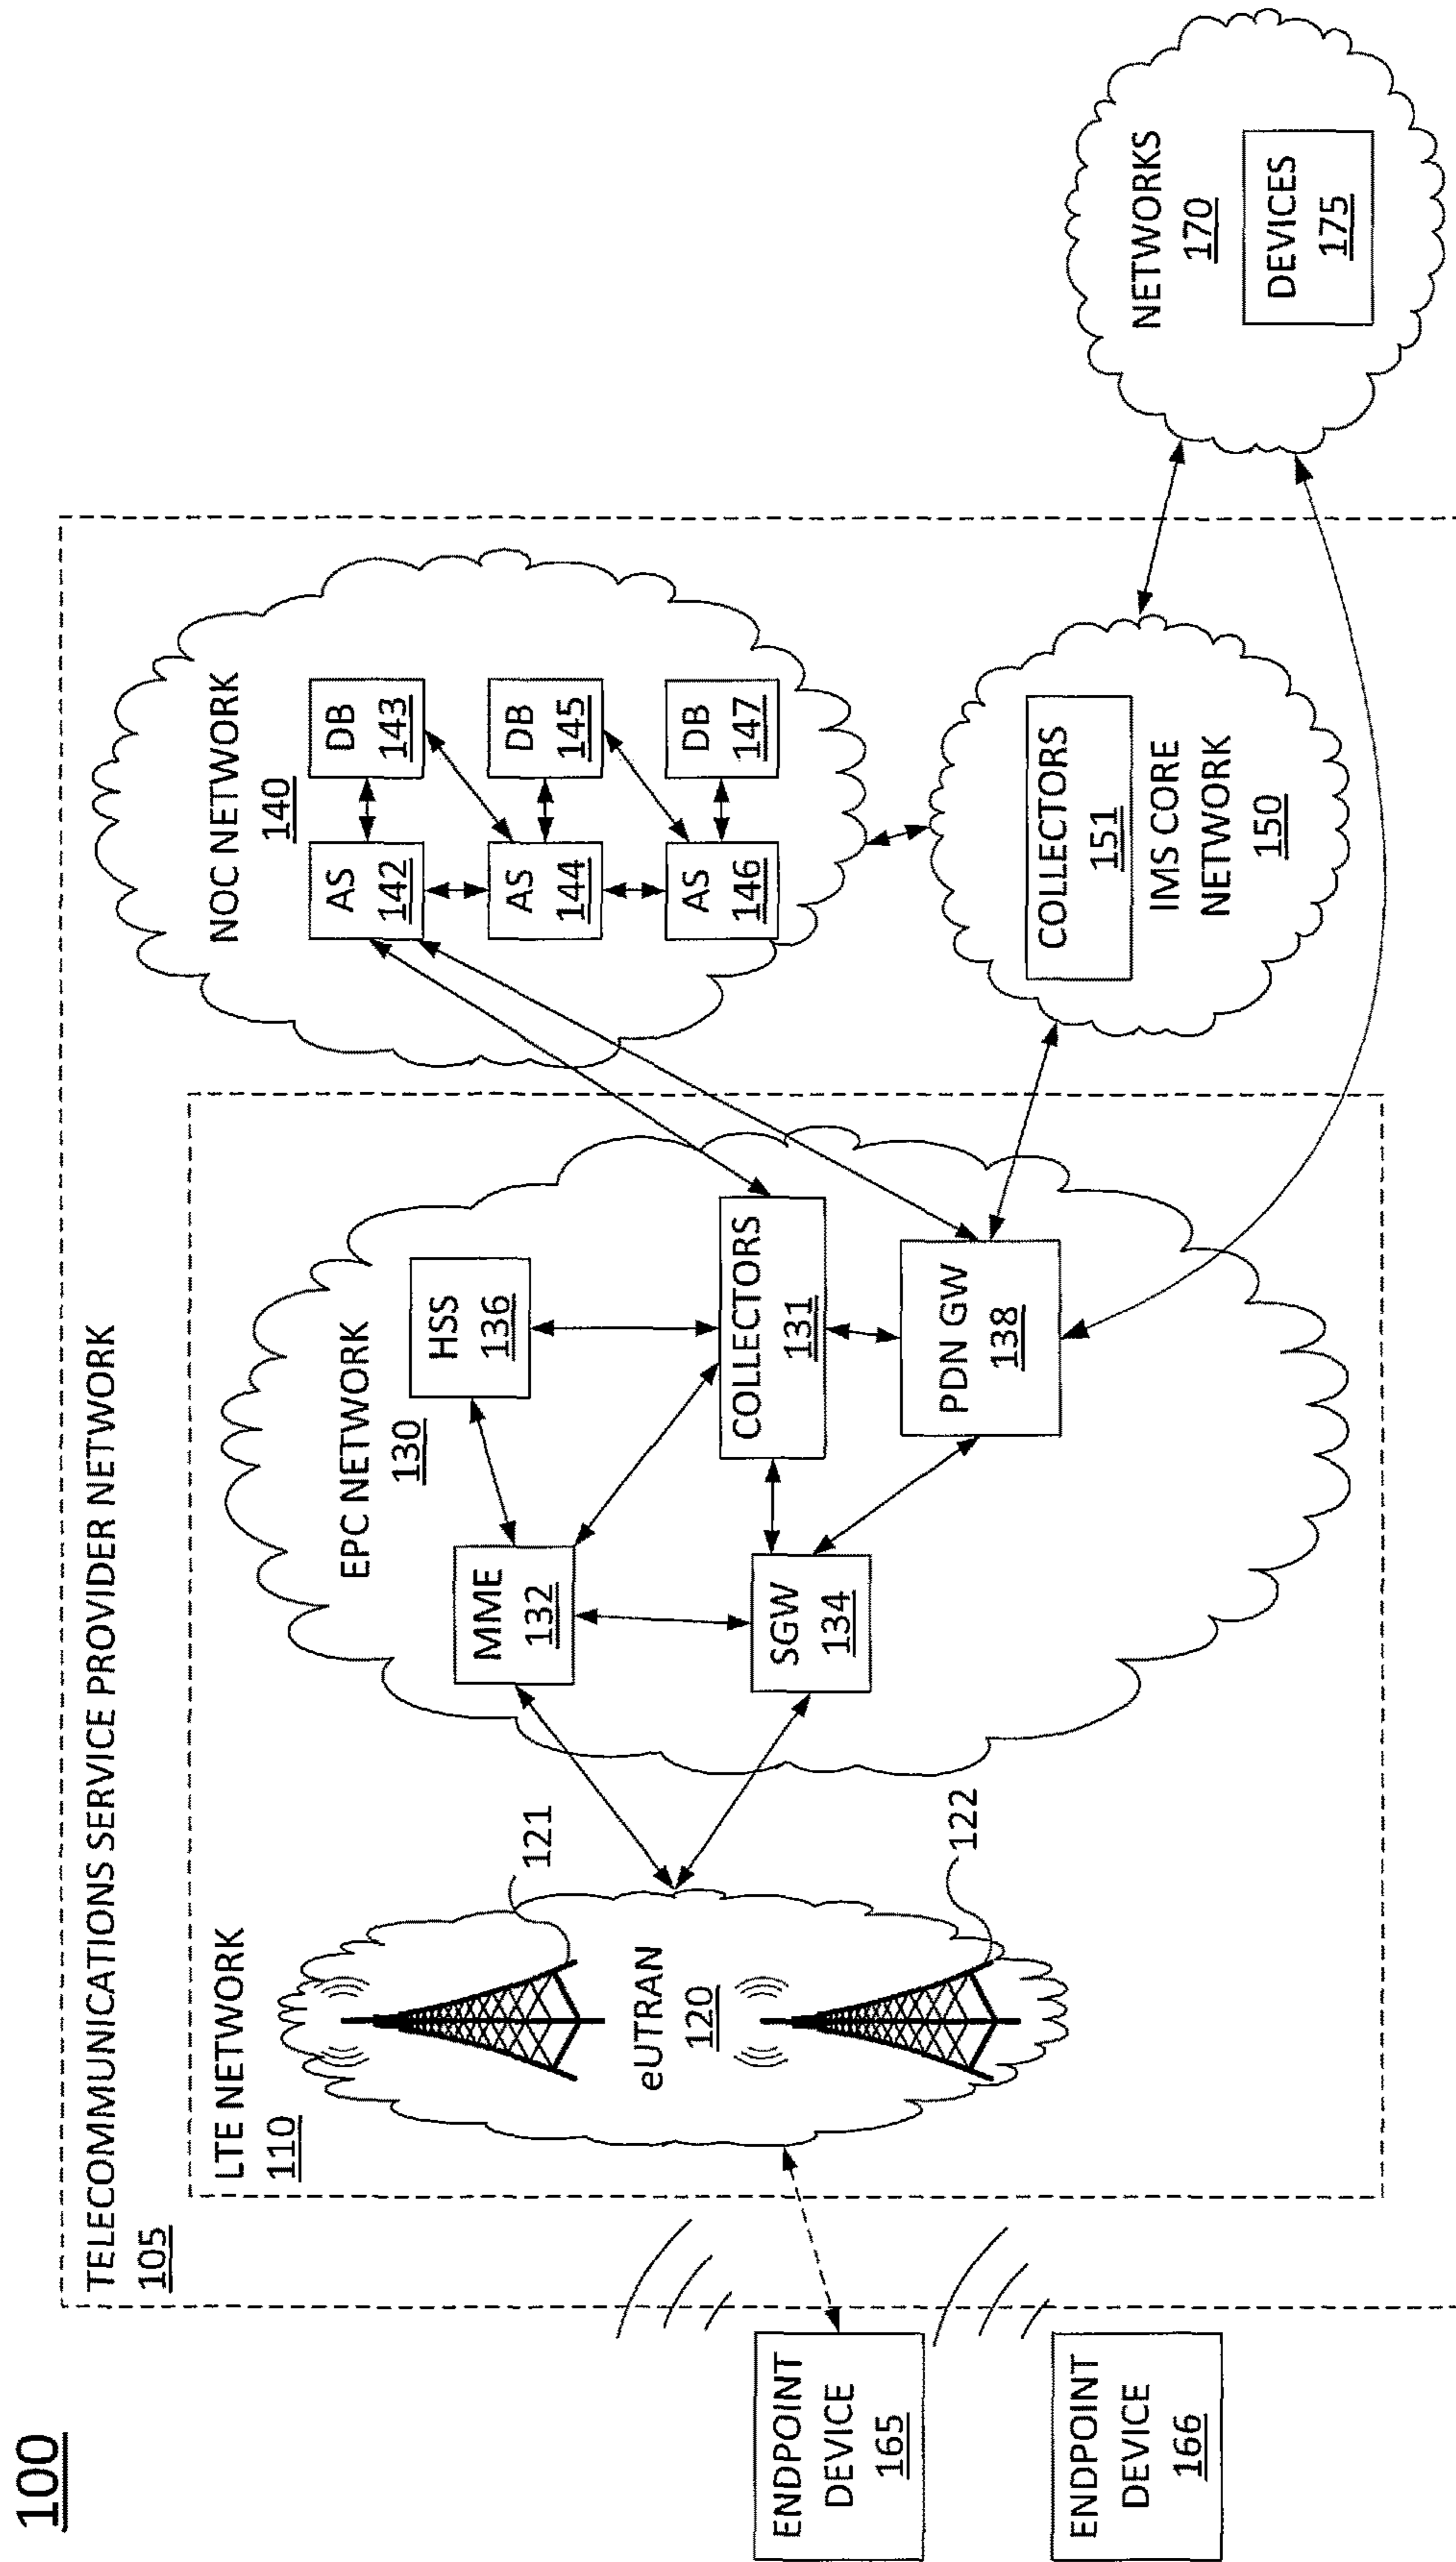 100
TELECOMMUNICATIONS SERVICE PROVIDER NETWORK
105
LTE NETWORK
110
eUTRAN
120
121
122
EPC NETWORK
130
MME
132
SGW
134
HSS
136
COLLECTORS
131
PDN GW
138
NOC NETWORK
140
AS
142
DB
143
AS
144
DB
145
AS
146
DB
147
COLLECTORS
151
IMS CORE
NETWORK
150
NETWORKS
170
DEVICES
175
ENDPOINT
DEVICE
165
ENDPOINT
DEVICE
166